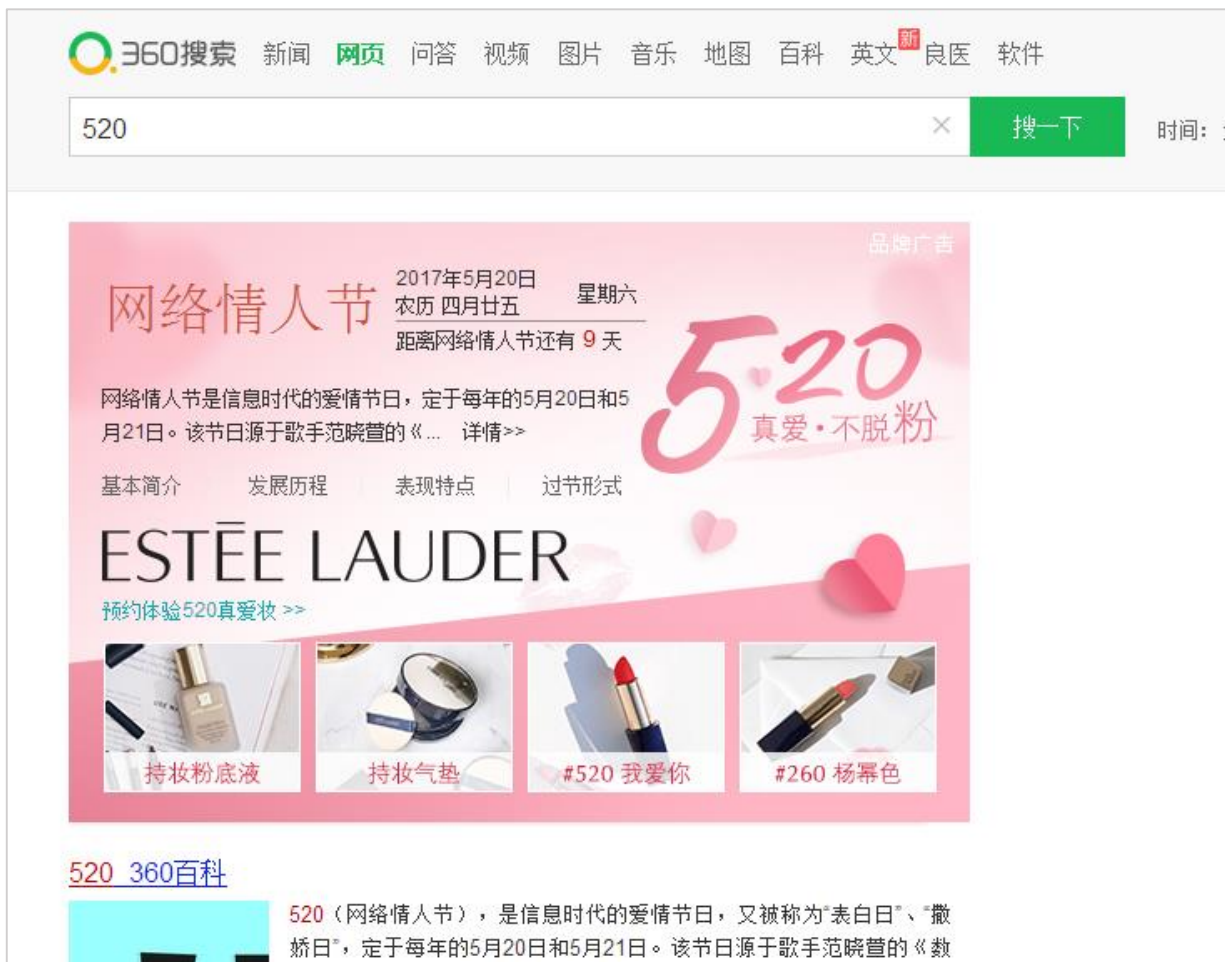 360搜索 新闻 网页 问答 视频 图片 音乐 地图 百科 英文 新 良医 软件
520 × 搜一下 时间:
品牌广告
网络情人节
2017年5月20日
农历 四月廿五
星期六
距离网络情人节还有 9 天
520
真爱·不脱粉
网络情人节是信息时代的爱情节日，定于每年的5月20日和5
月21日。该节日源于歌手范晓萱的《... 详情>>
基本简介 发展历程 表现特点 过节形式
ESTĒE LAUDER
预约体验520真爱妆 >>
持妆粉底液 持妆气垫 #520 我爱你 #260 杨幂色
520_360百科
520（网络情人节），是信息时代的爱情节日，又被称为“表白日”、“撒
娇日”，定于每年的5月20日和5月21日。该节日源于歌手范晓萱的《数